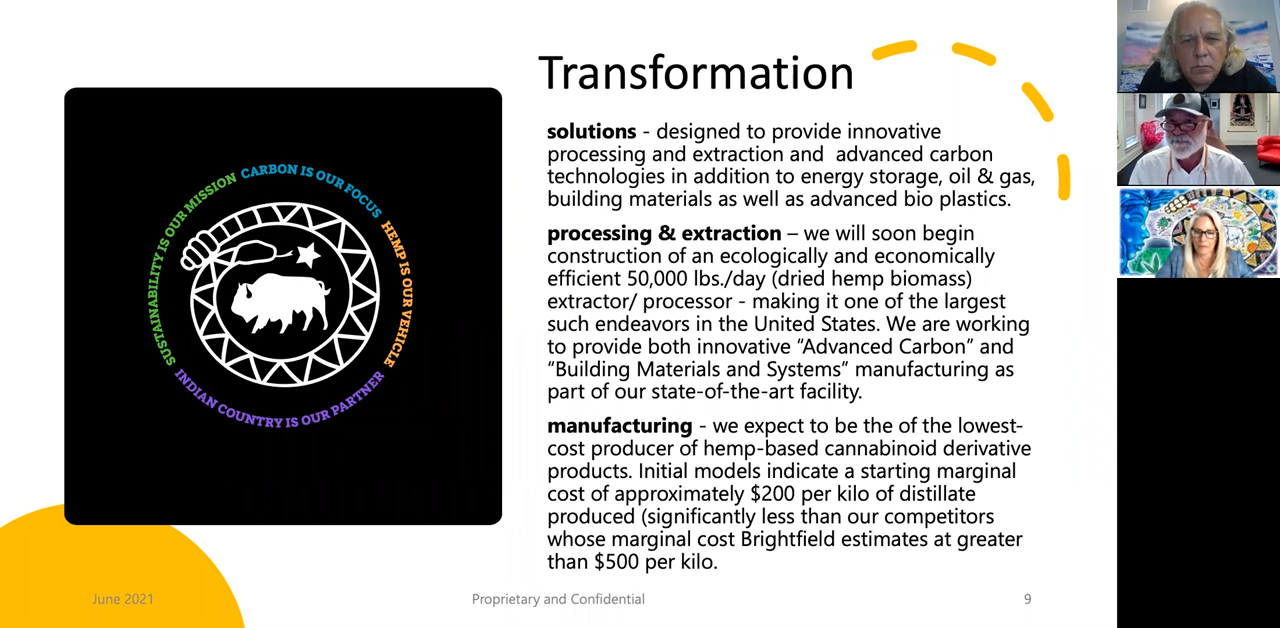 Transformation
SUSTAINABILITY IS OUR MISSION
CARBON IS OUR FOCUS
HEMP IS OUR VEHICLE
INDIAN COUNTRY IS OUR PARTNER
solutions - designed to provide innovative
processing and extraction and  advanced carbon
technologies in addition to energy storage, oil & gas,
building materials as well as advanced bio plastics.
processing & extraction – we will soon begin
construction of an ecologically and economically
efficient 50,000 lbs./day (dried hemp biomass)
extractor/ processor - making it one of the largest
such endeavors in the United States. We are working
to provide both innovative “Advanced Carbon” and
“Building Materials and Systems” manufacturing as
part of our state-of-the-art facility.
manufacturing - we expect to be the of the lowest-
cost producer of hemp-based cannabinoid derivative
products. Initial models indicate a starting marginal
cost of approximately $200 per kilo of distillate
produced (significantly less than our competitors
whose marginal cost Brightfield estimates at greater
than $500 per kilo.
June 2021
Proprietary and Confidential
9